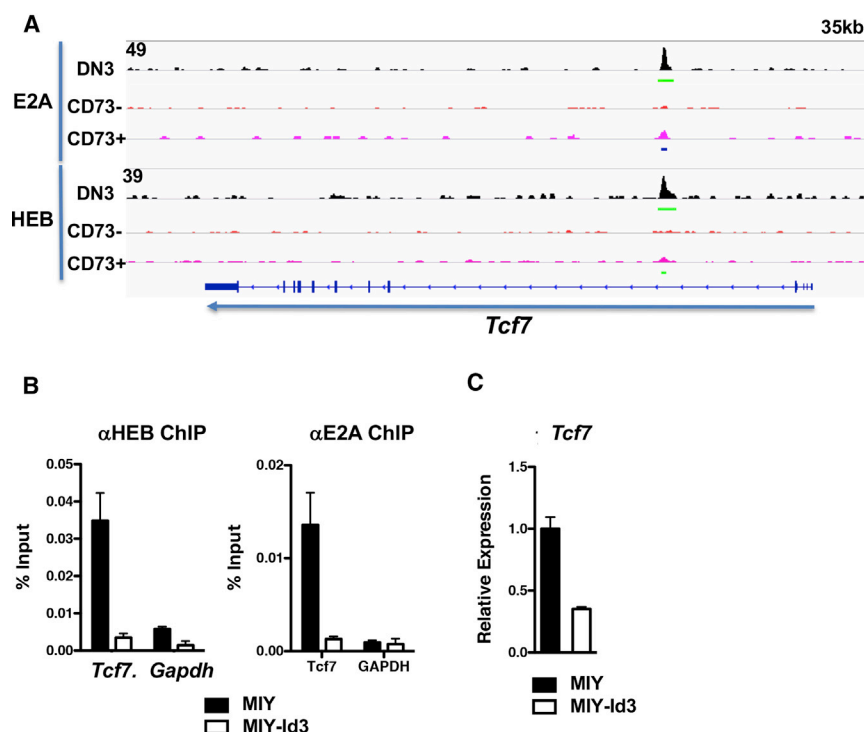 A
35kb
49
DN3
E2A
CD73-
CD73+
39
DN3
HEB
CD73-
CD73+
Tcf7
B
C
αHEB ChIP
αE2A ChIP
Tcf7
% Input
0.05
0.04
0.03
0.02
0.01
0.00
Tcf7. Gapdh
% Input
0.02
0.01
0.00
Tcf7 GAPDH
Relative Expression
1.5
1.0
0.5
0.0
MIY
MIY-Id3
MIY
MIY-Id3